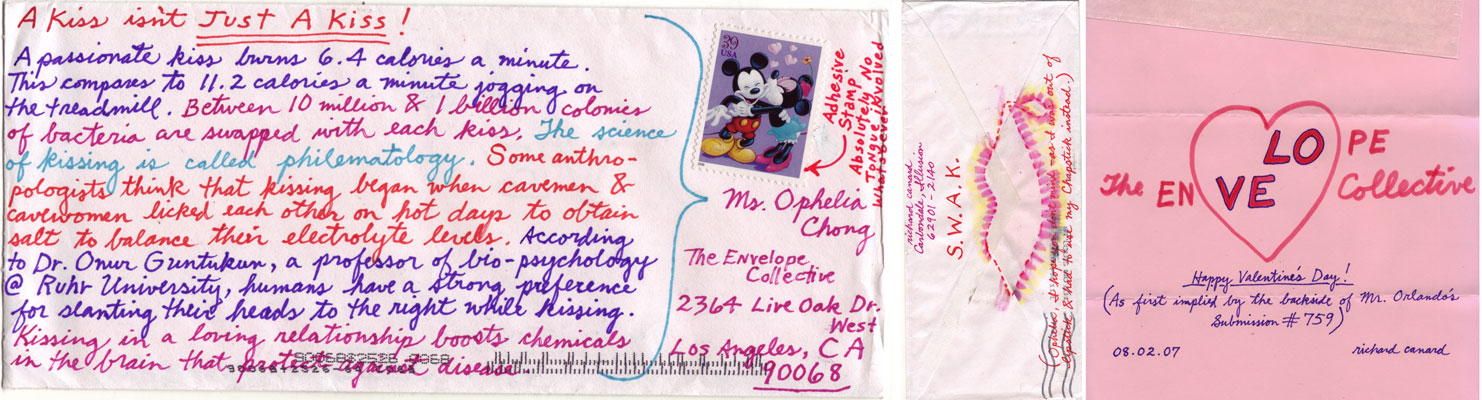 A Kiss isn't Just A Kiss!
A passionate kiss burns 6.4 calories a minute.
This compares to 11.2 calories a minute jogging on
the treadmill. Between 10 million & 1 billion colonies
of bacteria are swapped with each kiss. The science
of kissing is called philematology. Some anthro-
pologists think that kissing began when cavemen &
cavewomen licked each other on hot days to obtain
salt to balance their electrolyte levels. According
to Dr. Onur Guntukun, a professor of bio-psychology
@ Ruhr University, humans have a strong preference
for slanting their heads to the right while kissing.
Kissing in a loving relationship boosts chemicals
in the brain that protect against disease.
39
USA
Adhesive
Stamp
Absolutely No
Tongue Involved
Whatsoever
Ms. Ophelia
Chong
The Envelope
Collective
2364 Live Oak Dr.
West
Los Angeles, CA
90068
richard canard
Carbondale, Illusion
62901-2140
S.W.A.K.
(Ophelia, I hope you don't mind as I was out of
lipstick & had to use my Chapstick instead.)
The ENVELOPE Collective
Happy Valentine's Day!
(As first implied by the backside of Mr. Orlando's
Submission #759)
08.02.07
richard canard